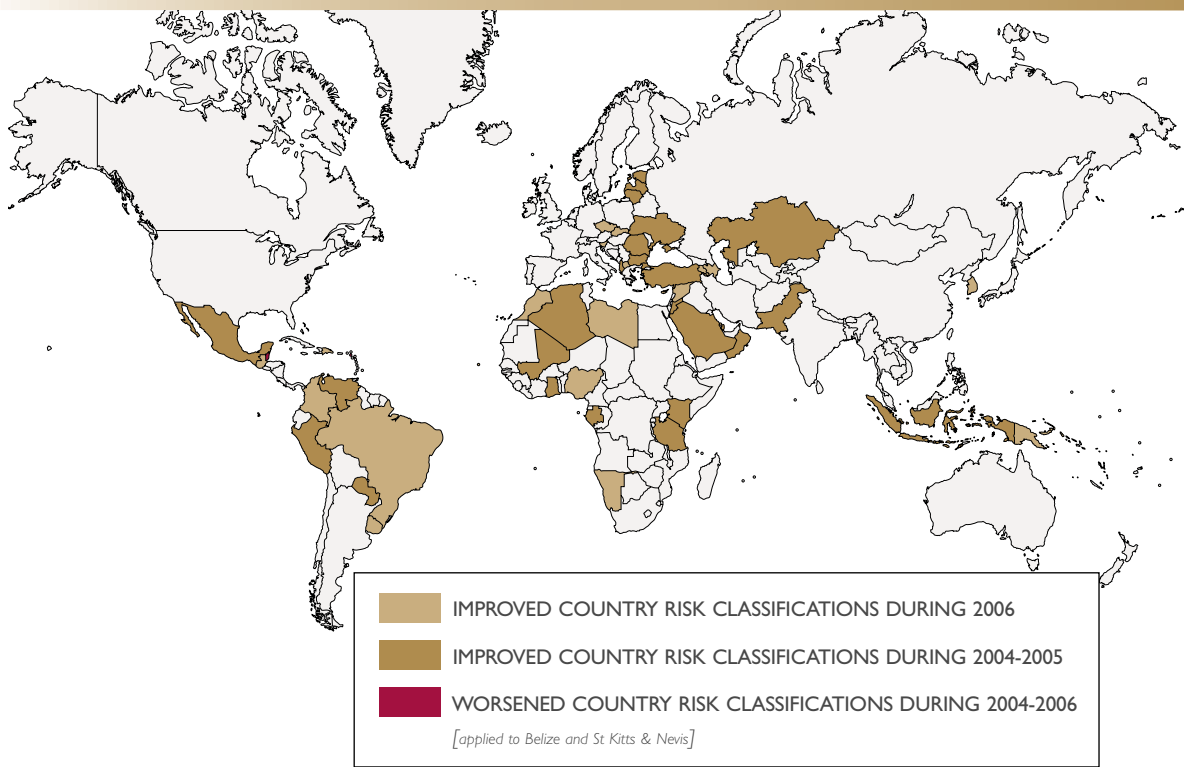 IMPROVED COUNTRY RISK CLASSIFICATIONS DURING 2006
IMPROVED COUNTRY RISK CLASSIFICATIONS DURING 2004-2005
WORSENED COUNTRY RISK CLASSIFICATIONS DURING 2004-2006
[applied to Belize and St Kitts & Nevis]